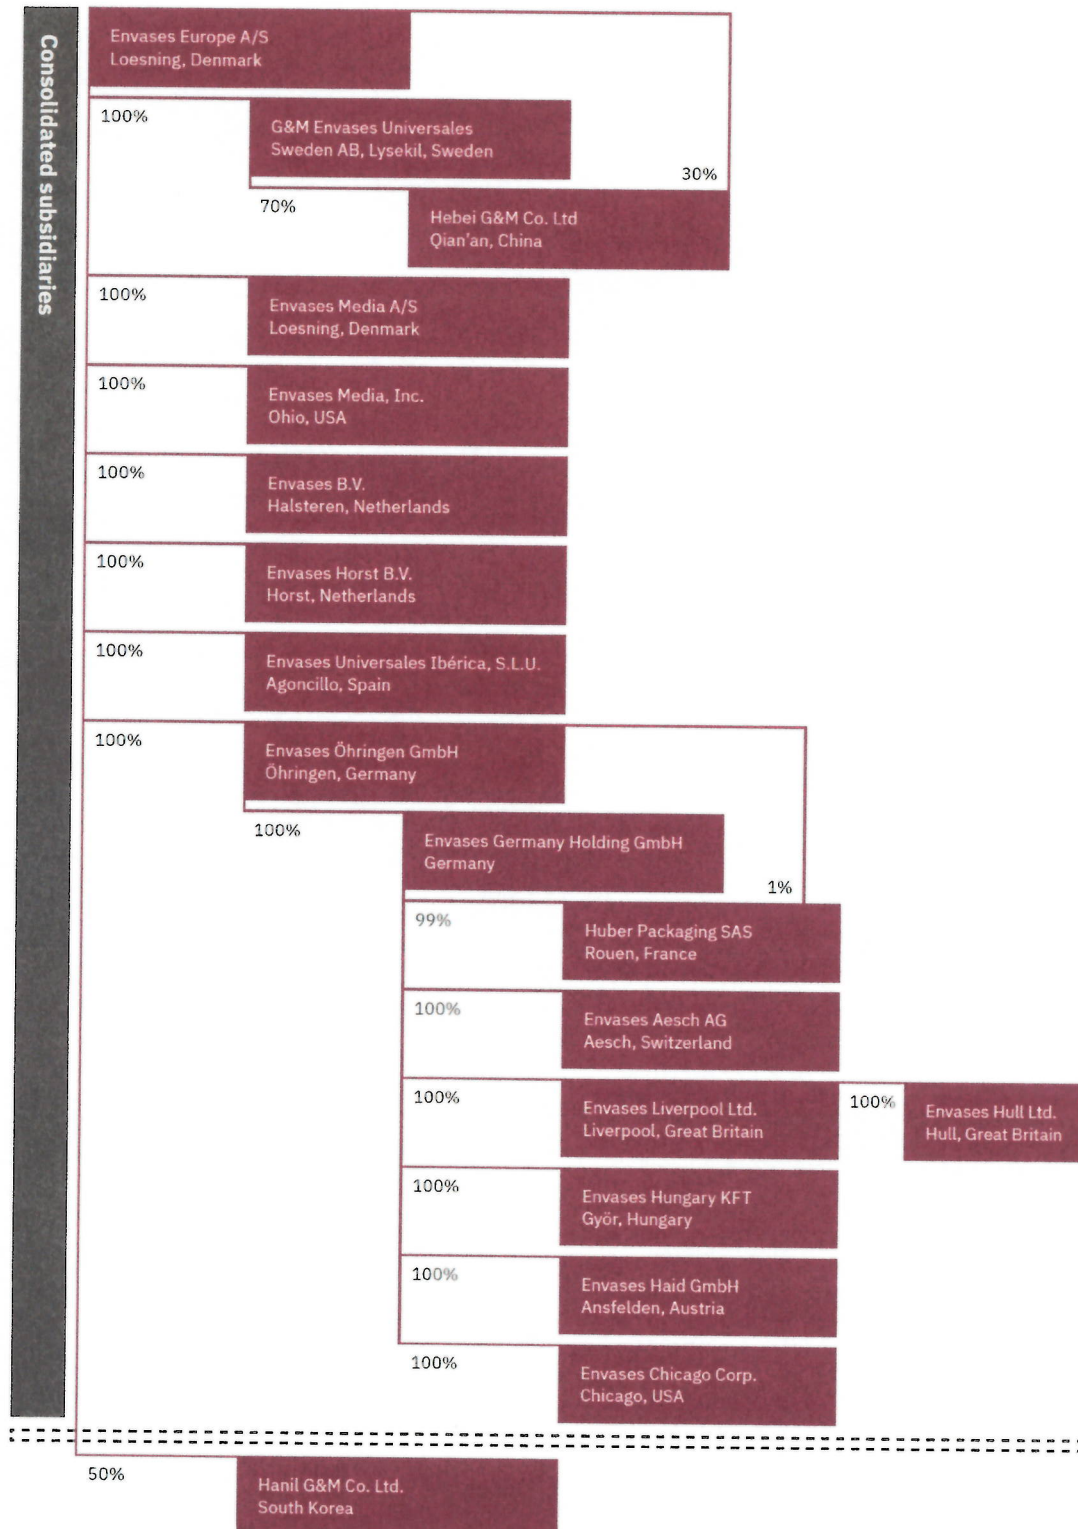 Consolidated subsidiaries
Envases Europe A/S
Loesning, Denmark
100%
G&M Envases Universales
Sweden AB, Lysekil, Sweden
30%
70%
Hebei G&M Co. Ltd
Qian'an, China
100%
Envases Media A/S
Loesning, Denmark
100%
Envases Media, Inc.
Ohio, USA
100%
Envases B.V.
Halsteren, Netherlands
100%
Envases Horst B.V.
Horst, Netherlands
100%
Envases Universales Ibérica, S.L.U.
Agoncillo, Spain
100%
Envases Öhringen GmbH
Öhringen, Germany
100%
Envases Germany Holding GmbH
Germany
1%
99%
Huber Packaging SAS
Rouen, France
100%
Envases Aesch AG
Aesch, Switzerland
100%
Envases Liverpool Ltd.
Liverpool, Great Britain
100%
Envases Hull Ltd.
Hull, Great Britain
100%
Envases Hungary KFT
Györ, Hungary
100%
Envases Haid GmbH
Ansfelden, Austria
100%
Envases Chicago Corp.
Chicago, USA
50%
Hanil G&M Co. Ltd.
South Korea